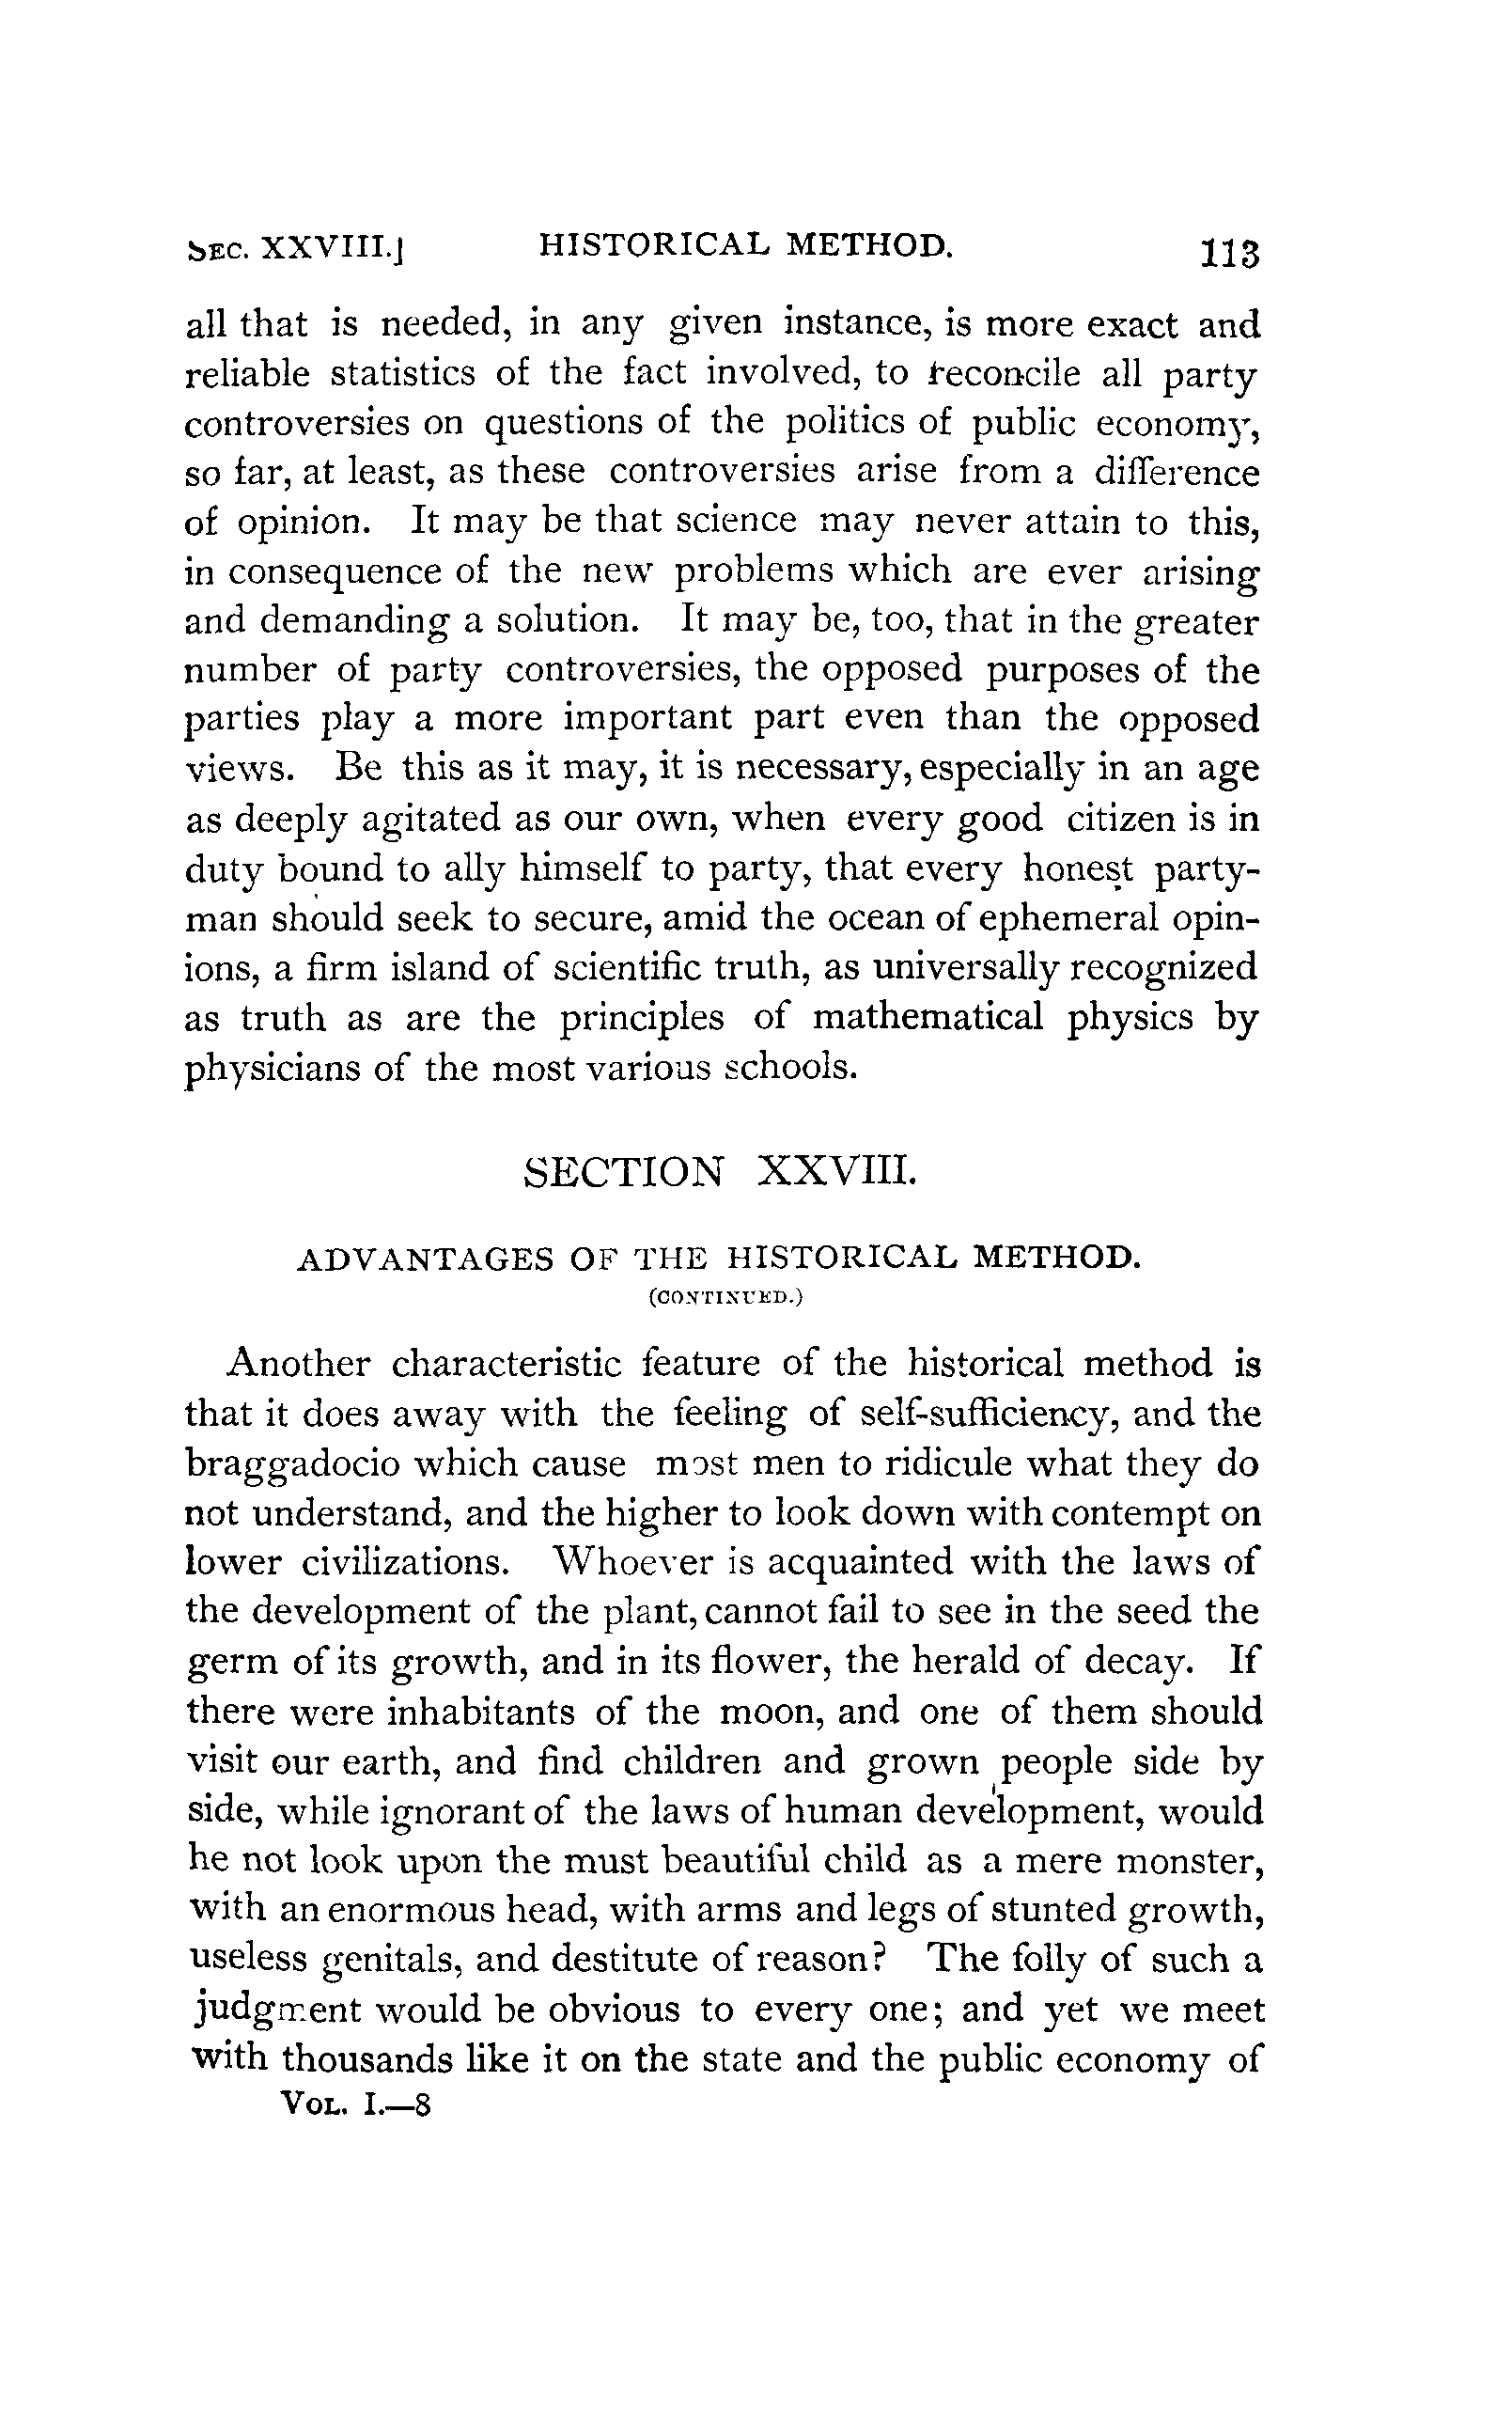 SEC. XXVIII.] HISTORICAL METHOD. 113
all that is needed, in any given instance, is more exact and
reliable statistics of the fact involved, to reconcile all party
controversies on questions of the politics of public economy,
so far, at least, as these controversies arise from a difference
of opinion. It may be that science may never attain to this,
in consequence of the new problems which are ever arising
and demanding a solution. It may be, too, that in the greater
number of party controversies, the opposed purposes of the
parties play a more important part even than the opposed
views. Be this as it may, it is necessary, especially in an age
as deeply agitated as our own, when every good citizen is in
duty bound to ally himself to party, that every honest party-
man should seek to secure, amid the ocean of ephemeral opin-
ions, a firm island of scientific truth, as universally recognized
as truth as are the principles of mathematical physics by
physicians of the most various schools.
SECTION XXVIII.
ADVANTAGES OF THE HISTORICAL METHOD.
(CONTINUED.)
Another characteristic feature of the historical method is
that it does away with the feeling of self-sufficiency, and the
braggadocio which cause most men to ridicule what they do
not understand, and the higher to look down with contempt on
lower civilizations. Whoever is acquainted with the laws of
the development of the plant, cannot fail to see in the seed the
germ of its growth, and in its flower, the herald of decay. If
there were inhabitants of the moon, and one of them should
visit our earth, and find children and grown people side by
side, while ignorant of the laws of human development, would
he not look upon the must beautiful child as a mere monster,
with an enormous head, with arms and legs of stunted growth,
useless genitals, and destitute of reason? The folly of such a
judgment would be obvious to every one; and yet we meet
with thousands like it on the state and the public economy of
VOL. I.—8